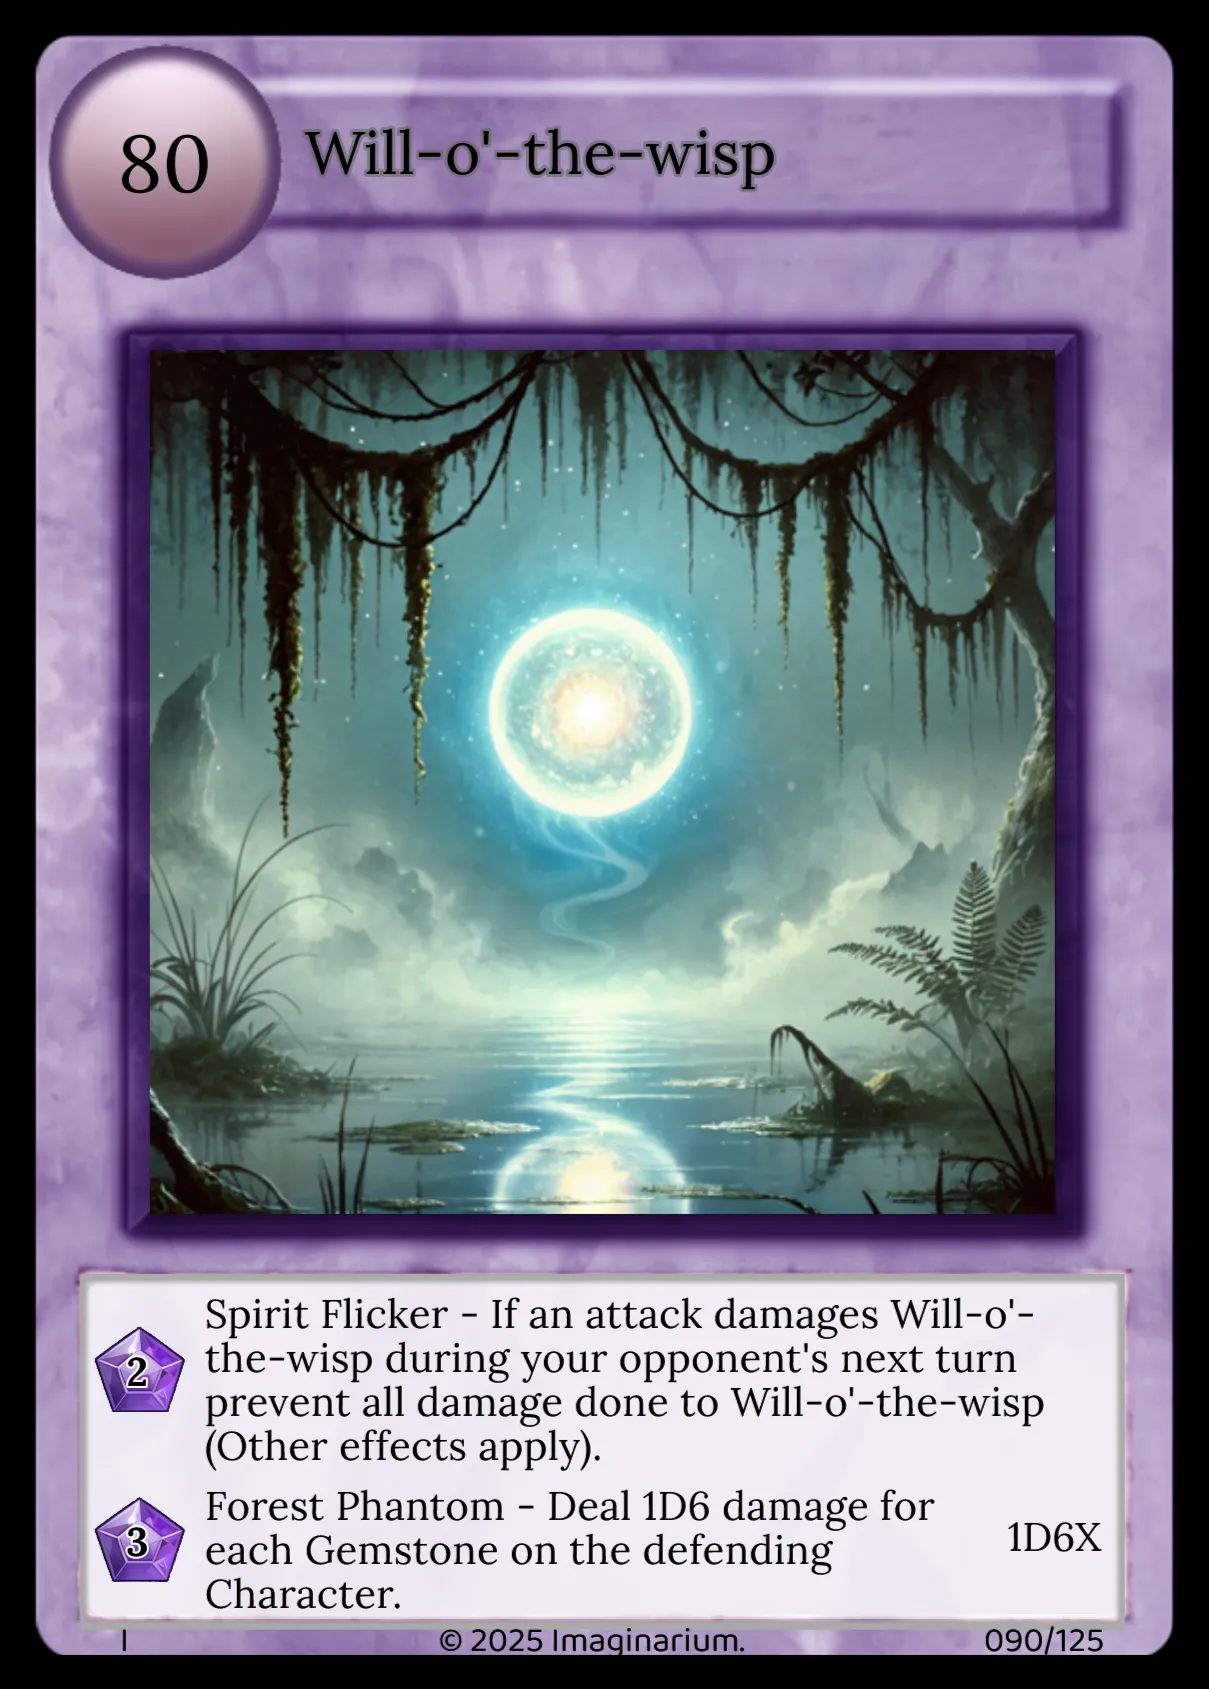 80
Will-o'-the-wisp
Spirit Flicker - If an attack damages Will-o'-
the-wisp during your opponent's next turn
prevent all damage done to Will-o'-the-wisp
(Other effects apply).
2
Forest Phantom - Deal 1D6 damage for
each Gemstone on the defending
Character.
3
1D6X
I
© 2025 Imaginarium.
090/125